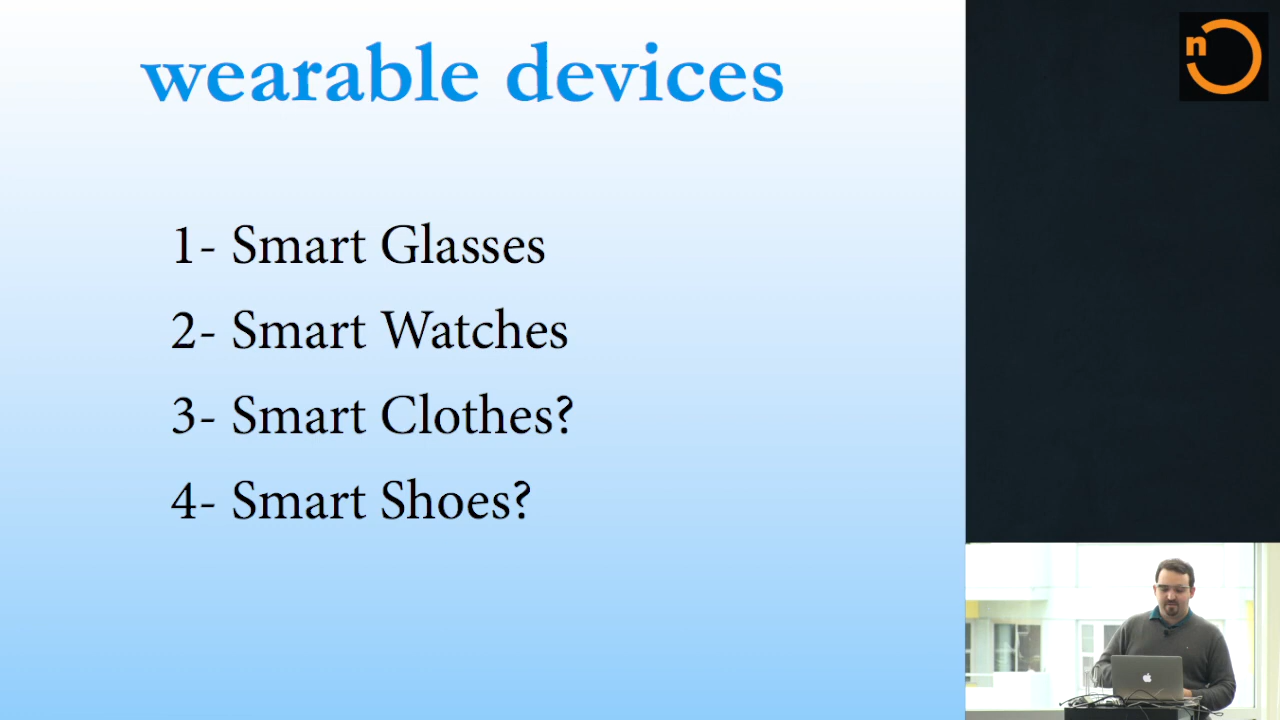 wearable devices
1- Smart Glasses
2- Smart Watches
3- Smart Clothes?
4- Smart Shoes?
n